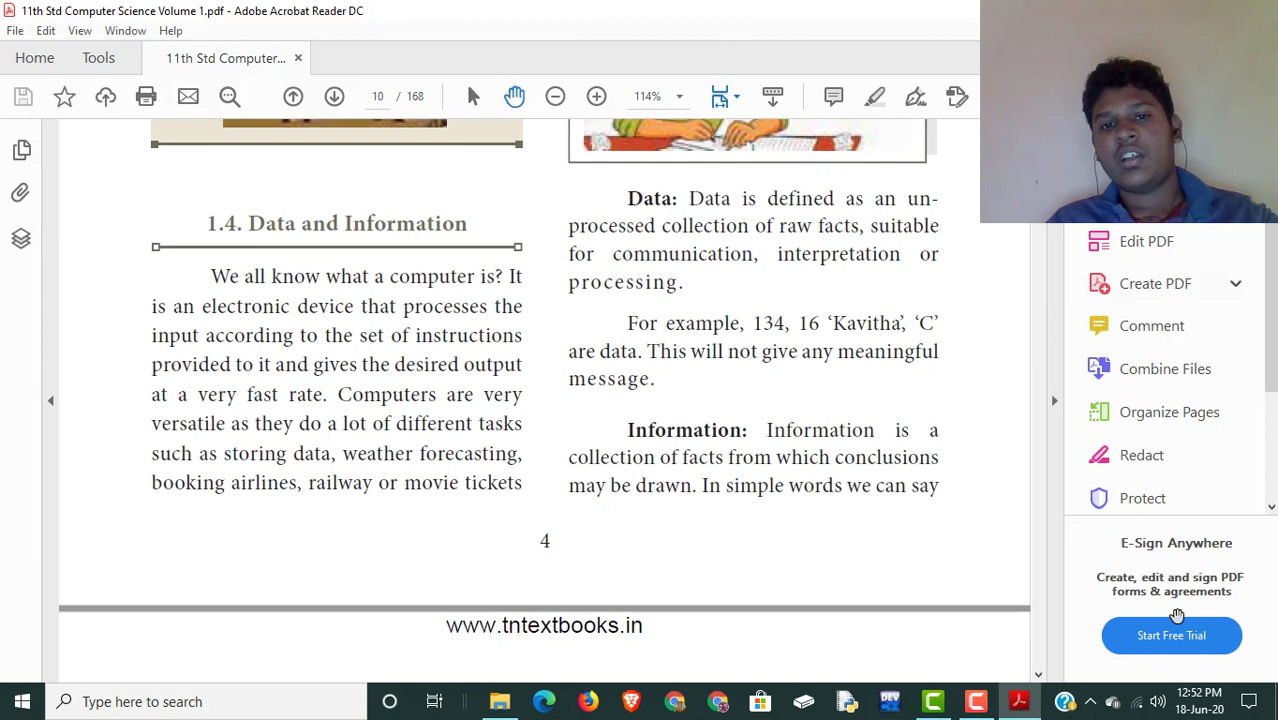 11th Std Computer Science Volume 1.pdf - Adobe Acrobat Reader DC
File Edit View Window Help
Home Tools 11th Std Computer... ×
10 / 168 114%
1.4. Data and Information
We all know what a computer is? It
is an electronic device that processes the
input according to the set of instructions
provided to it and gives the desired output
at a very fast rate. Computers are very
versatile as they do a lot of different tasks
such as storing data, weather forecasting,
booking airlines, railway or movie tickets
Data: Data is defined as an un-
processed collection of raw facts, suitable
for communication, interpretation or
processing.
For example, 134, 16 ‘Kavitha’, ‘C’
are data. This will not give any meaningful
message.
Information: Information is a
collection of facts from which conclusions
may be drawn. In simple words we can say
4
www.tntextbooks.in
Edit PDF
Create PDF
Comment
Combine Files
Organize Pages
Redact
Protect
E-Sign Anywhere
Create, edit and sign PDF
forms & agreements
Start Free Trial
Type here to search
DEV
12:52 PM
18-Jun-20